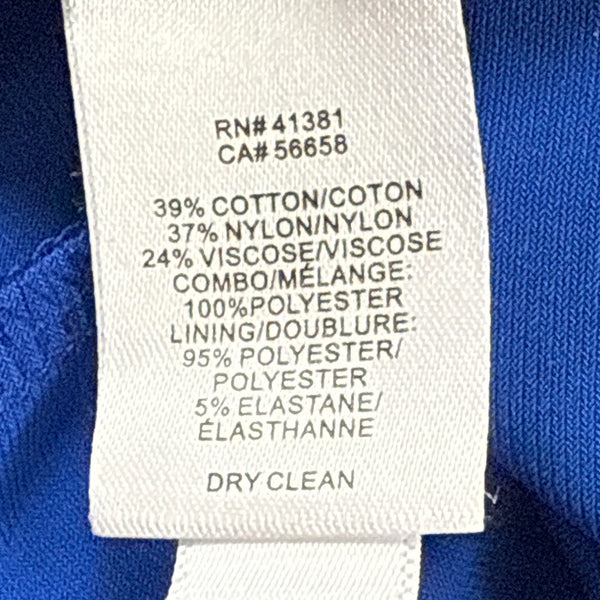 RN# 41381
CA# 56658
39% COTTON/COTON
37% NYLON/NYLON
24% VISCOSE/VISCOSE
COMBO/MÉLANGE:
100%POLYESTER
LINING/DOUBLURE:
95% POLYESTER/
POLYESTER
5% ELASTANE/
ÉLASTHANNE
DRY CLEAN